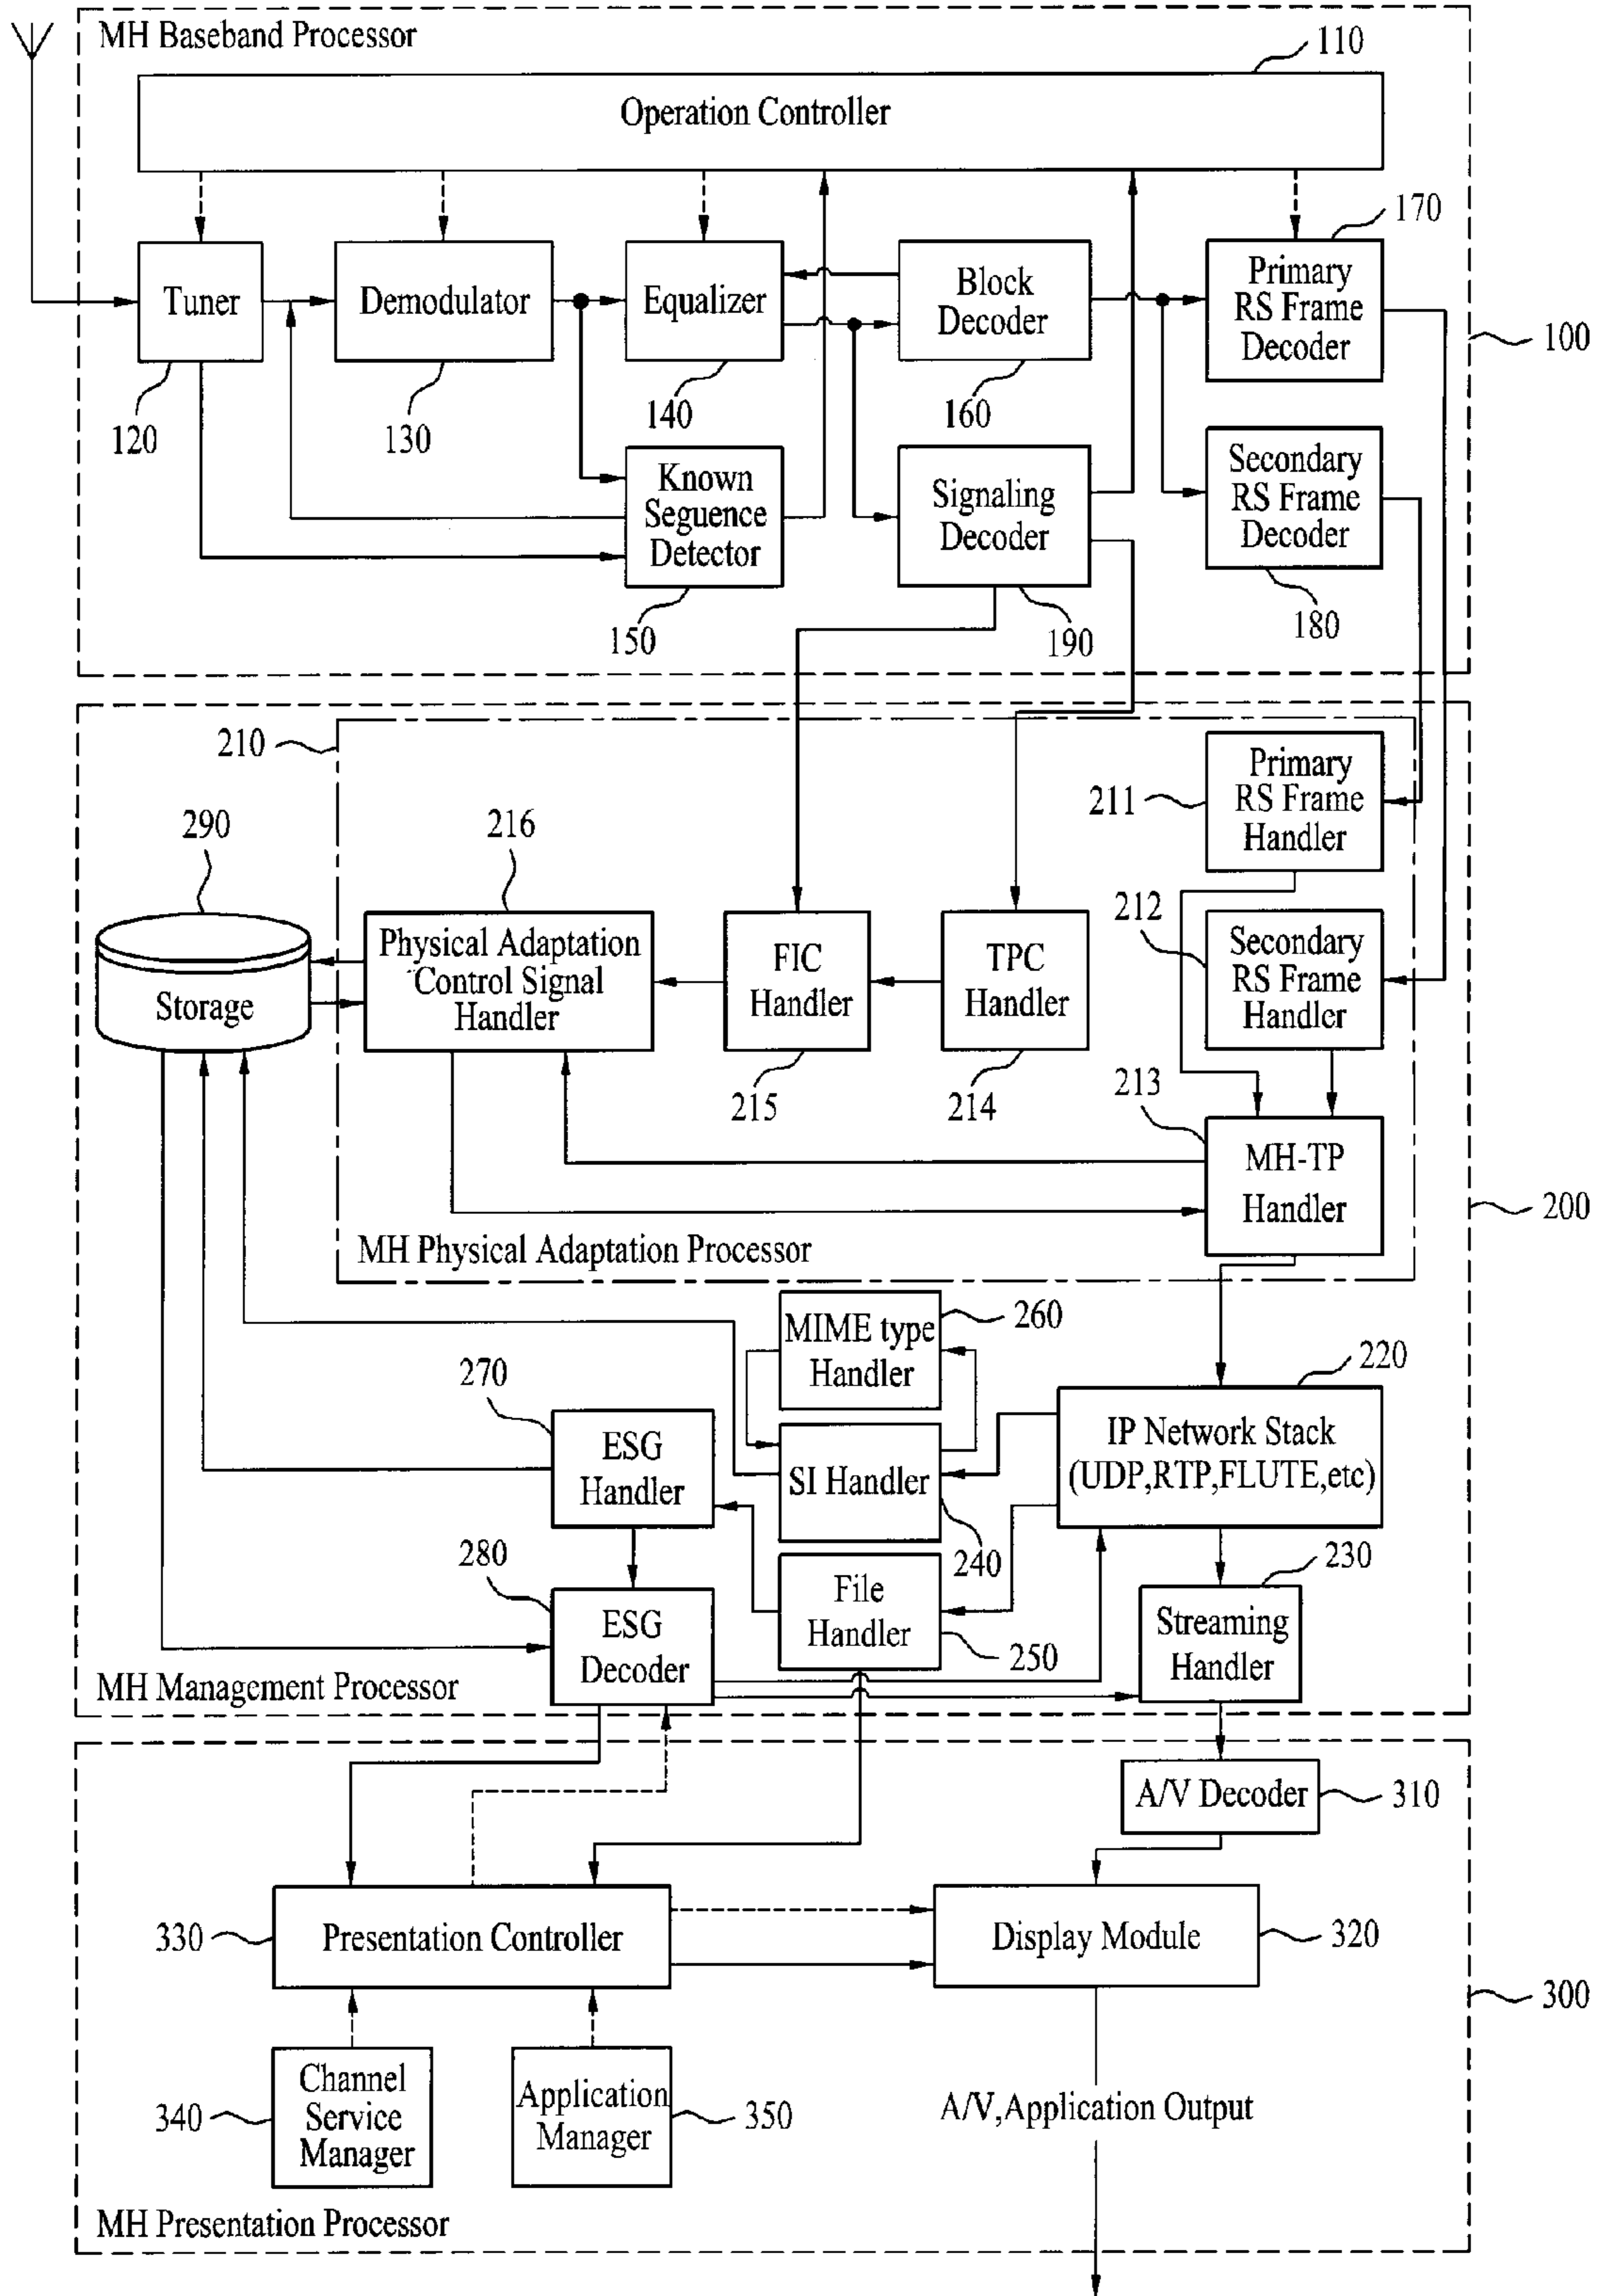 MH Baseband Processor
110
Operation Controller
170
Tuner
Demodulator
Equalizer
Block
Decoder
Primary
RS Frame
Decoder
100
120
130
140
160
Known
Seguence
Detector
Signaling
Decoder
Secondary
RS Frame
Decoder
150
190
180
210
Primary
RS Frame
Handler
211
290
216
212
Storage
Physical Adaptation
Control Signal
Handler
FIC
Handler
TPC
Handler
Secondary
RS Frame
Handler
215
214
213
MH-TP
Handler
200
MH Physical Adaptation Processor
MIME type
Handler
260
220
270
ESG
Handler
SI Handler
IP Network Stack
(UDP,RTP,FLUTE,etc)
240
280
230
ESG
Decoder
File
Handler
250
Streaming
Handler
MH Management Processor
A/V Decoder
310
330
Presentation Controller
Display Module
320
300
Channel
Service
Manager
340
Application
Manager
350
A/V,Application Output
MH Presentation Processor